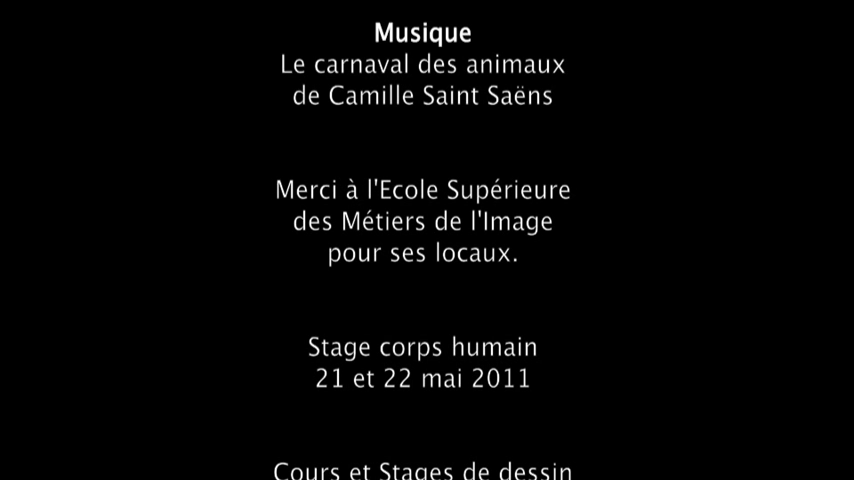 Musique
Le carnaval des animaux
de Camille Saint Saëns
Merci à l'Ecole Supérieure
des Métiers de l'Image
pour ses locaux.
Stage corps humain
21 et 22 mai 2011
Cours et Stages de dessin